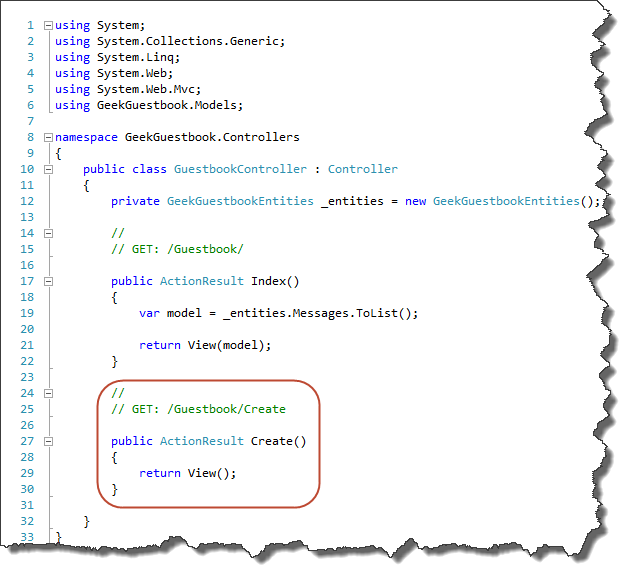 1 using System;
2 using System.Collections.Generic;
3 using System.Linq;
4 using System.Web;
5 using System.Web.Mvc;
6 using GeekGuestbook.Models;
7
8 namespace GeekGuestbook.Controllers
9 {
10     public class GuestbookController : Controller
11     {
12         private GeekGuestbookEntities _entities = new GeekGuestbookEntities();
13
14         //
15         // GET: /Guestbook/
16
17         public ActionResult Index()
18         {
19             var model = _entities.Messages.ToList();
20
21             return View(model);
22         }
23
24         //
25         // GET: /Guestbook/Create
26
27         public ActionResult Create()
28         {
29             return View();
30         }
31
32     }
33 }